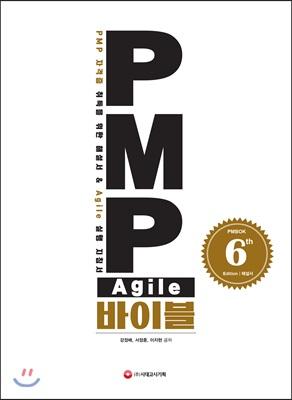 PMP 자격증 취득을 위한 해설서 & Agile 실행 지침서
PMP
Agile
바이블
PMBOK
6th
Edition | 해설서
강정배, 서정훈, 이지현 공저
(주)시대고시기획
YES24